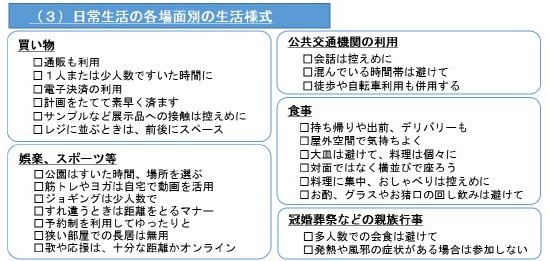 （３）日常生活の各場面別の生活様式
買い物
□通販も利用
□１人または少人数ですいた時間に
□電子決済の利用
□計画をたてて素早く済ます
□サンプルなど展示品への接触は控えめに
□レジに並ぶときは、前後にスペース
娯楽、スポーツ等
□公園はすいた時間、場所を選ぶ
□筋トレやヨガは自宅で動画を活用
□ジョギングは少人数で
□すれ違うときは距離をとるマナー
□予約制を利用してゆったりと
□狭い部屋での長居は無用
□歌や応援は、十分な距離かオンライン
公共交通機関の利用
□会話は控えめに
□混んでいる時間帯は避けて
□徒歩や自転車利用も併用する
食事
□持ち帰りや出前、デリバリーも
□屋外空間で気持ちよく
□大皿は避けて、料理は個々に
□対面ではなく横並びで座ろう
□料理に集中、おしゃべりは控えめに
□お酌、グラスやお猪口の回し飲みは避けて
冠婚葬祭などの親族行事
□多人数での会食は避けて
□発熱や風邪の症状がある場合は参加しない